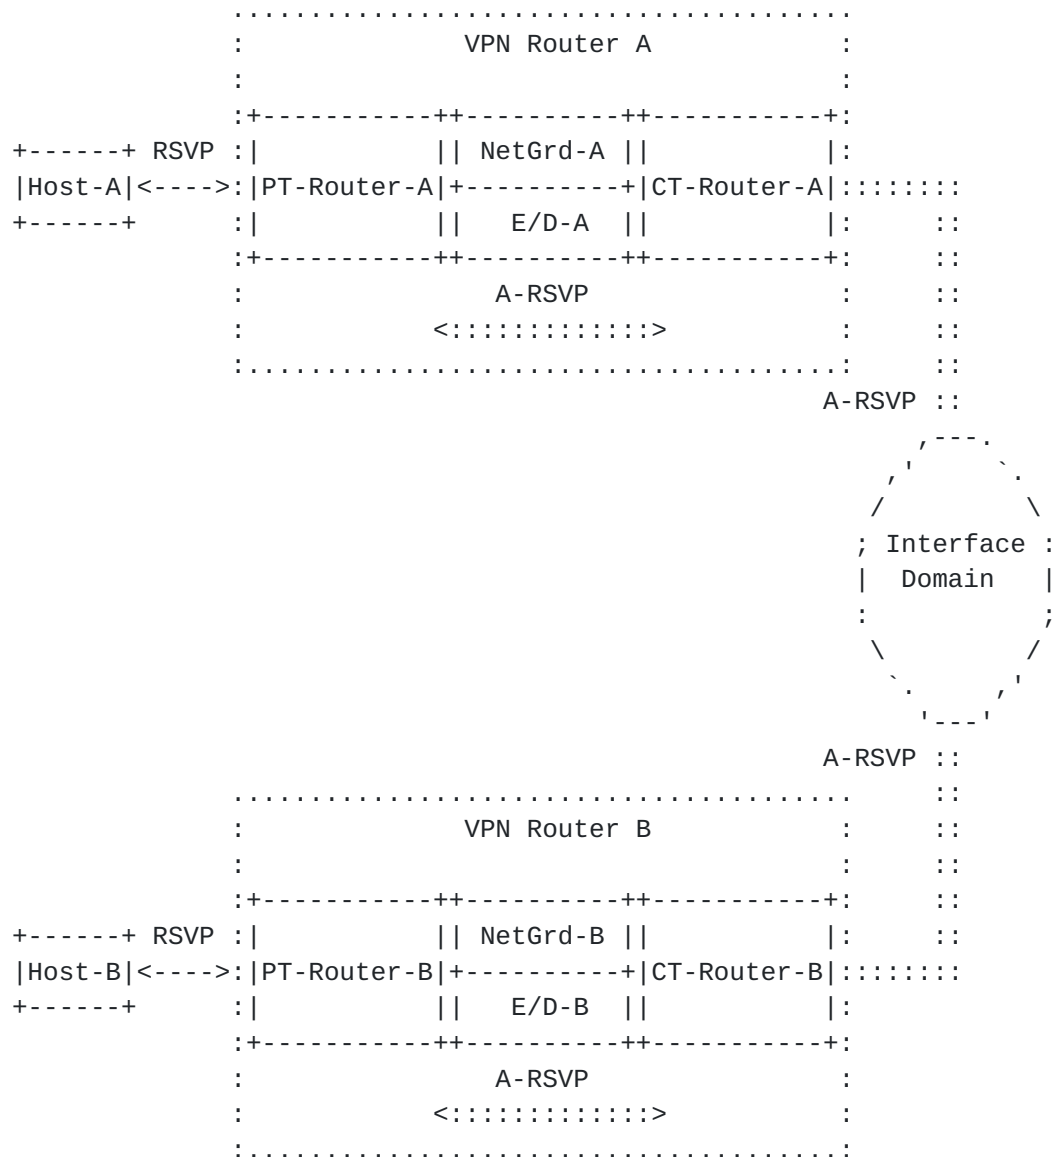 VPN Router A
RSVP NetGrd-A
Host-A PT-Router-A CT-Router-A
E/D-A
A-RSVP
A-RSVP
Interface
Domain
A-RSVP
VPN Router B
RSVP NetGrd-B
Host-B PT-Router-B CT-Router-B
E/D-B
A-RSVP